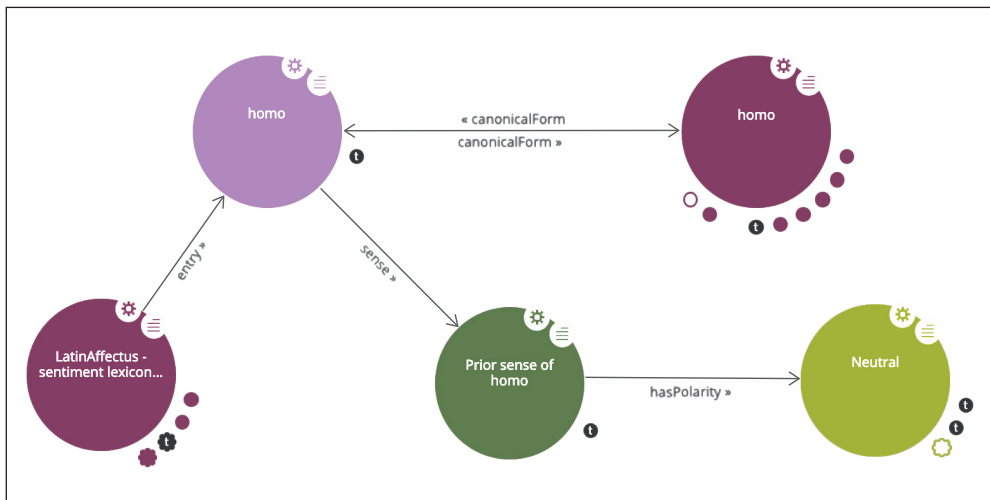 homo
« canonicalForm
canonicalForm »
homo
entry »
sense »
LatinAffectus -
sentiment lexicon...
Prior sense of
homo
hasPolarity »
Neutral
t
t
t
t
t
t